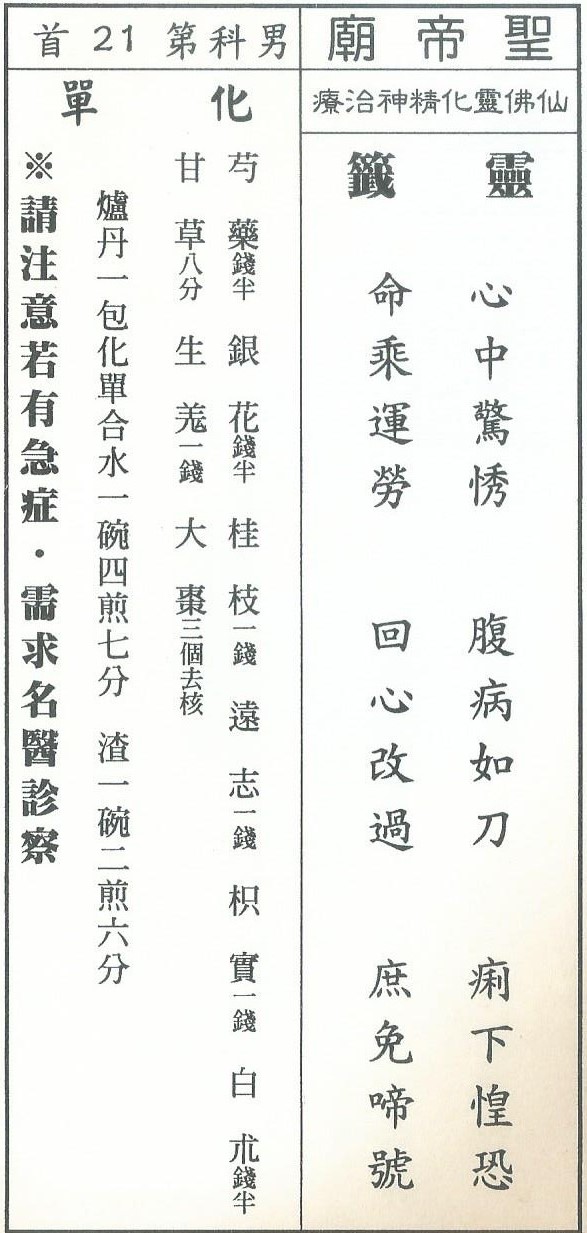 聖帝廟
仙佛靈化精神治療
靈籤
心中驚悸 腹病如刀 痢下惶恐
命乘運勞 回心改過 庶免啼號
男科第21首
化單
芍藥錢半 銀花錢半 桂枝一錢 遠志一錢 枳實一錢 白朮錢半
甘草八分 生羗一錢 大棗三個去核
爐丹一包化單合水一碗四煎七分 渣一碗二煎六分
※請注意若有急症・需求名醫診察